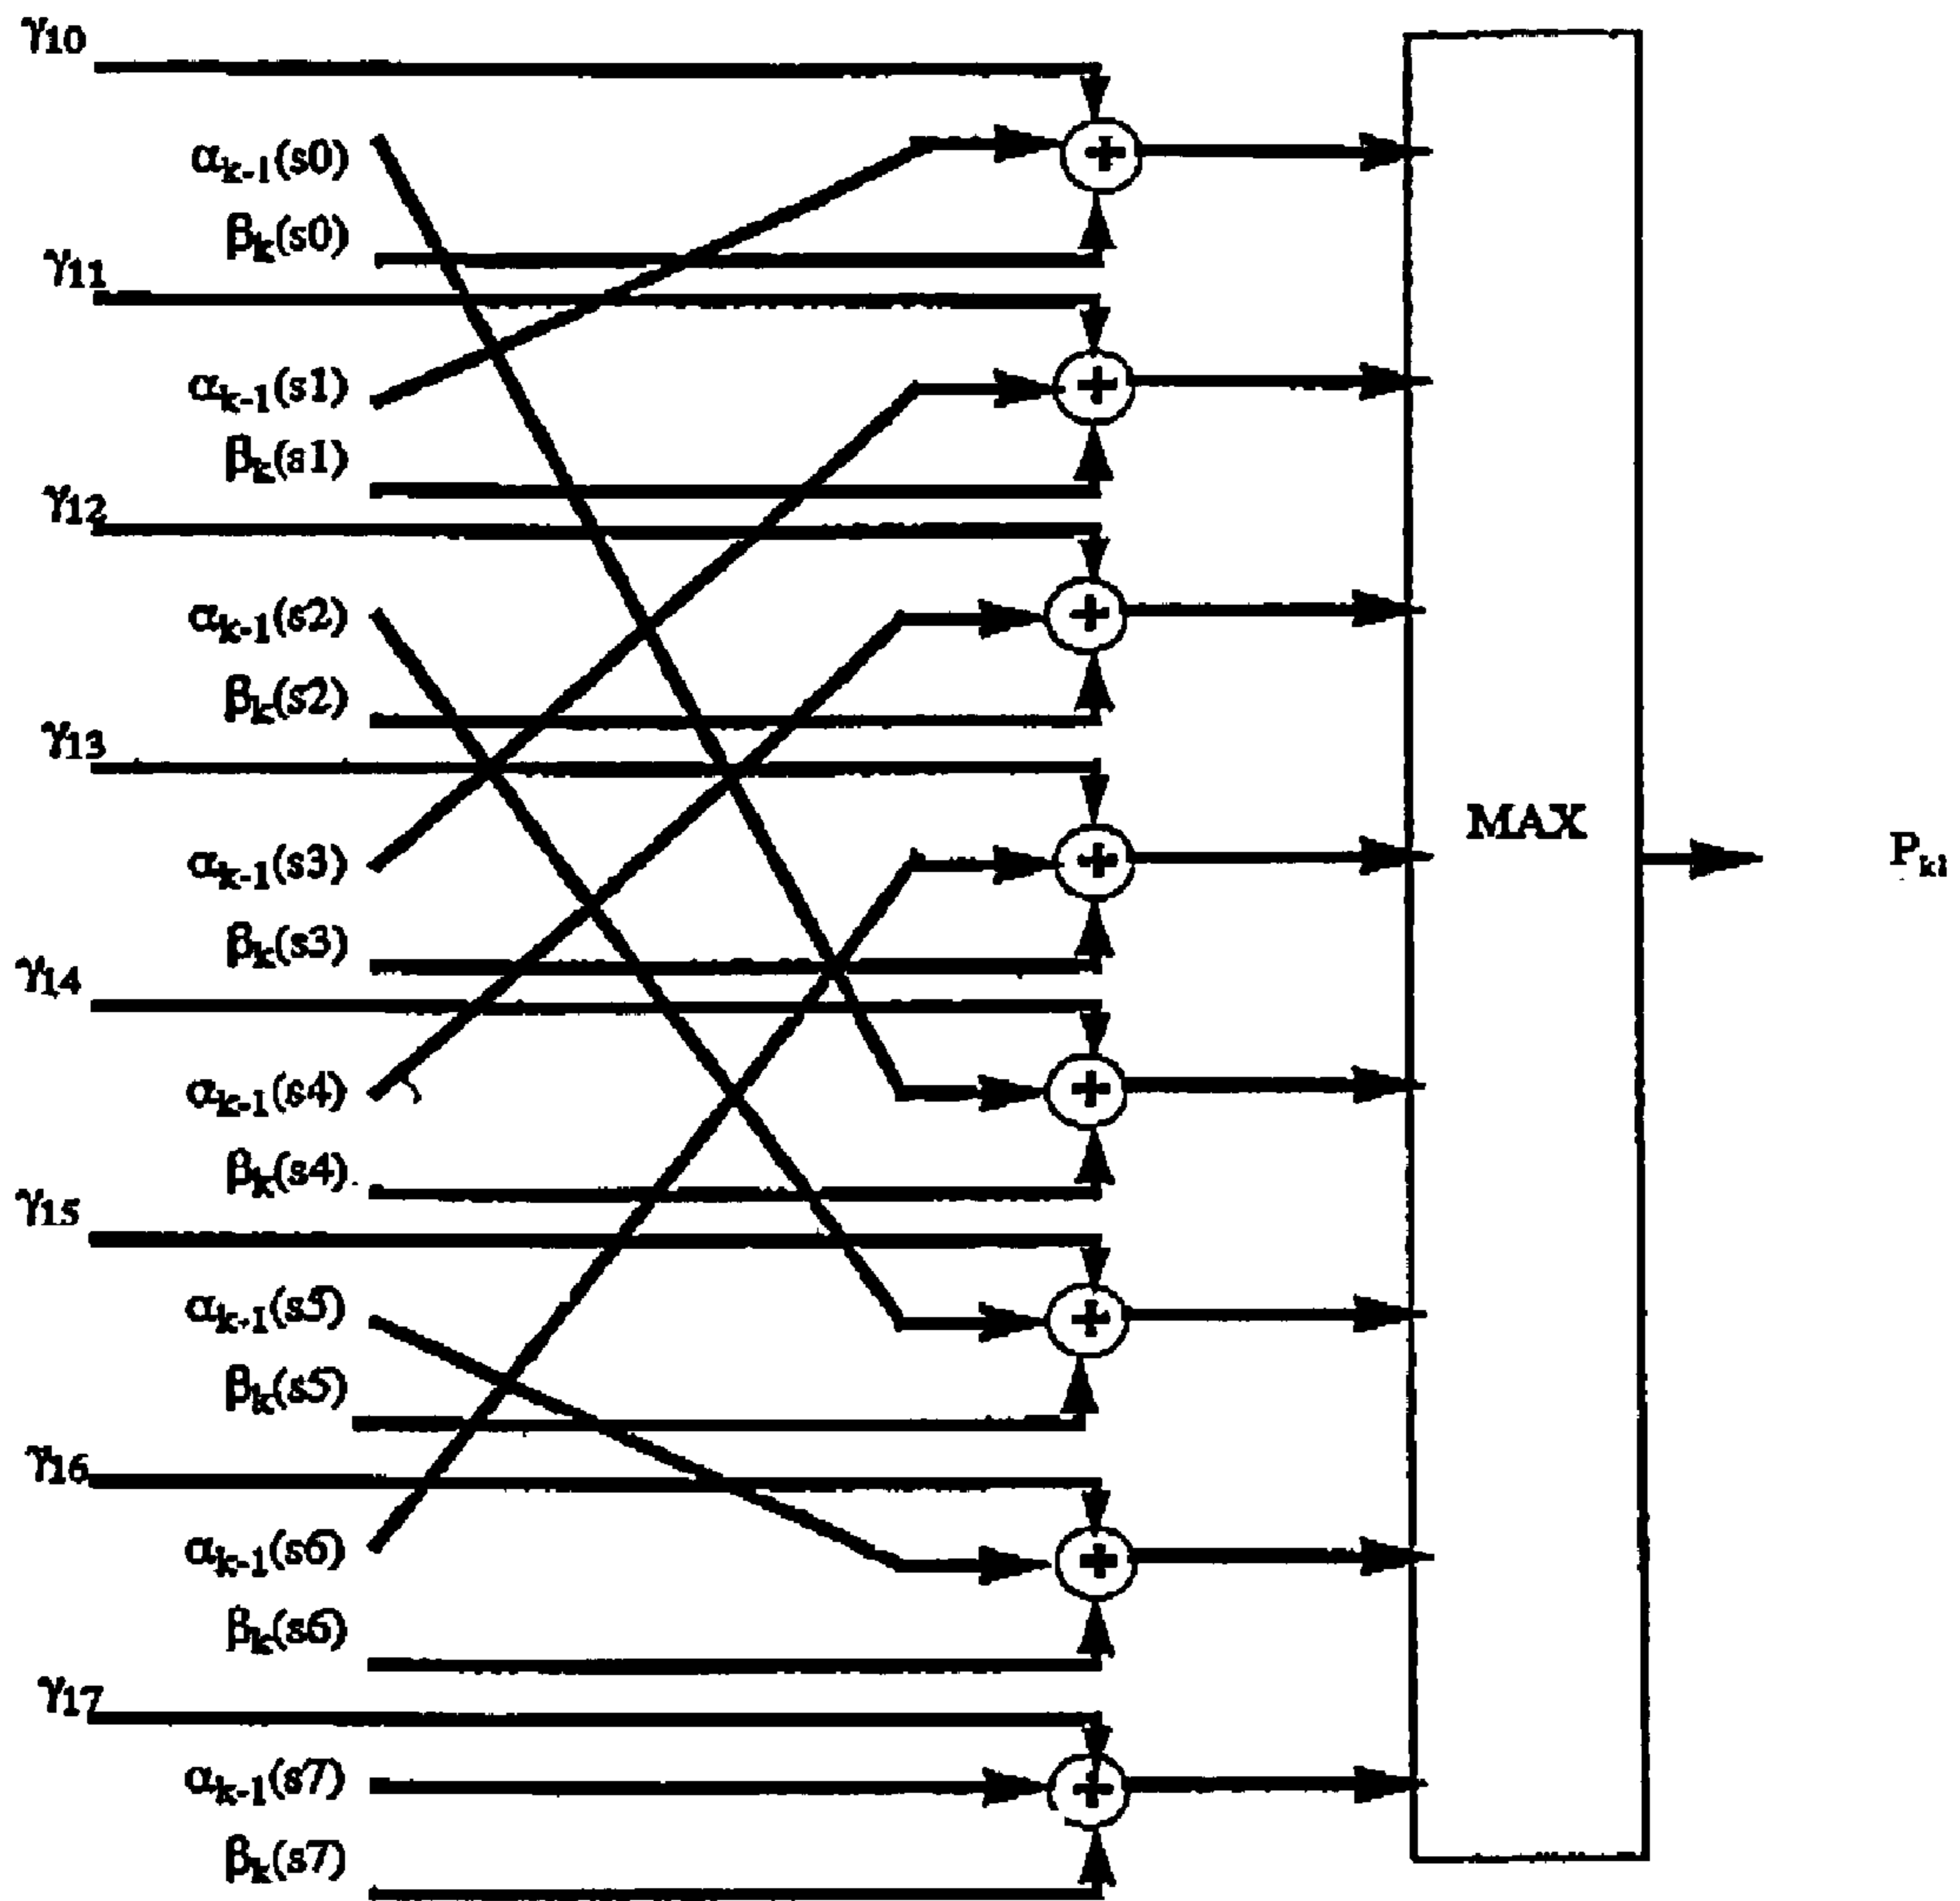 γ10
αk-1(s0)
βk(s0)
γ11
αk-1(s1)
βk(s1)
γ12
αk-1(s2)
βk(s2)
γ13
MAX
αk-1(s3)
βk(s3)
γ14
αk-1(s4)
βk(s4)
γ15
αk-1(s5)
βk(s5)
γ16
αk-1(s6)
βk(s6)
γ17
αk-1(s7)
βk(s7)